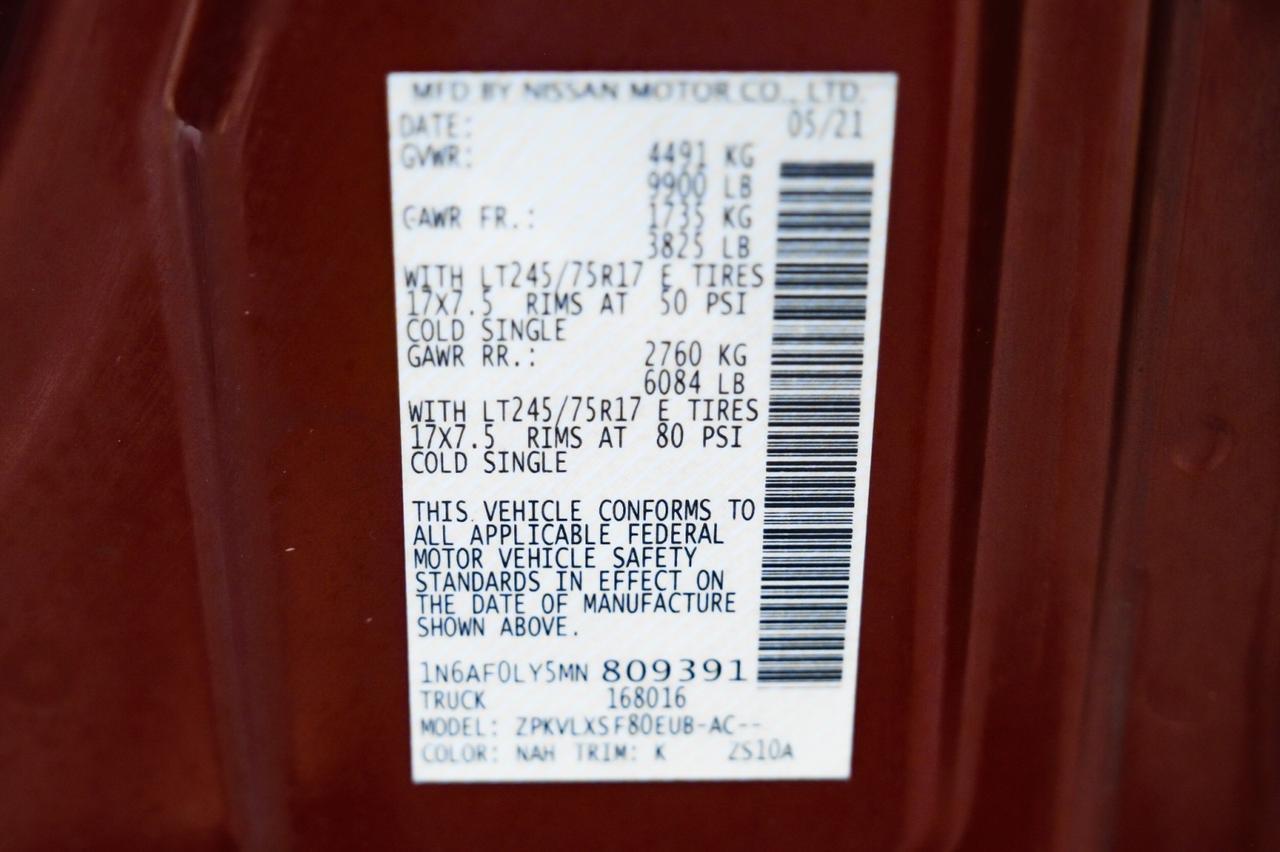 MFD BY NISSAN MOTOR CO., LTD.
DATE: 05/21
GVWR: 4491 KG
9900 LB
GAWR FR.: 1735 KG
3825 LB
WITH LT245/75R17 E TIRES
17X7.5 RIMS AT 50 PSI
COLD SINGLE
GAWR RR.: 2760 KG
6084 LB
WITH LT245/75R17 E TIRES
17X7.5 RIMS AT 80 PSI
COLD SINGLE
THIS VEHICLE CONFORMS TO
ALL APPLICABLE FEDERAL
MOTOR VEHICLE SAFETY
STANDARDS IN EFFECT ON
THE DATE OF MANUFACTURE
SHOWN ABOVE.
1N6AF0LY5MN 809391
TRUCK 168016
MODEL: ZPKVLXSF80EUB-AC--
COLOR: NAH TRIM: K ZS10A